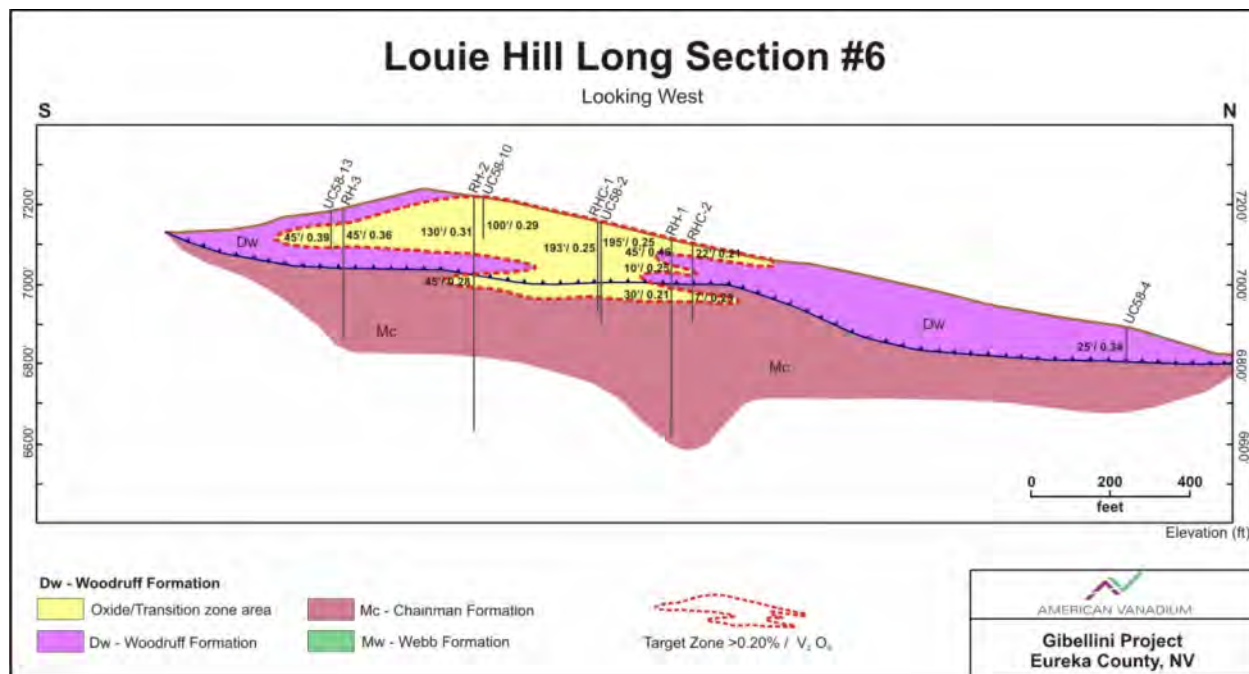 Louie Hill Long Section #6
Looking West
S
N
UC58-13
RH-3
RH-2
UC58-10
RHC-1
UC58-2
RH-1
RHC-2
UC58-4
7200'
7000'
6800'
6600'
7200'
7000'
6800'
6600'
Dw
45'/ 0.39
45'/ 0.36
130'/ 0.31
100'/ 0.29
193'/ 0.25
195'/ 0.25
45'/ 0.46
22'/ 0.21
10'/ 0.25
45'/ 0.28
30'/ 0.21
Mc
Mc
Dw
25'/ 0.34
0 200 400
feet
Elevation (ft)
Dw - Woodruff Formation
Oxide/Transition zone area
Mc - Chainman Formation
Dw - Woodruff Formation
Mw - Webb Formation
Target Zone >0.20% / V₂ O₅
AMERICAN VANADIUM
Gibellini Project
Eureka County, NV